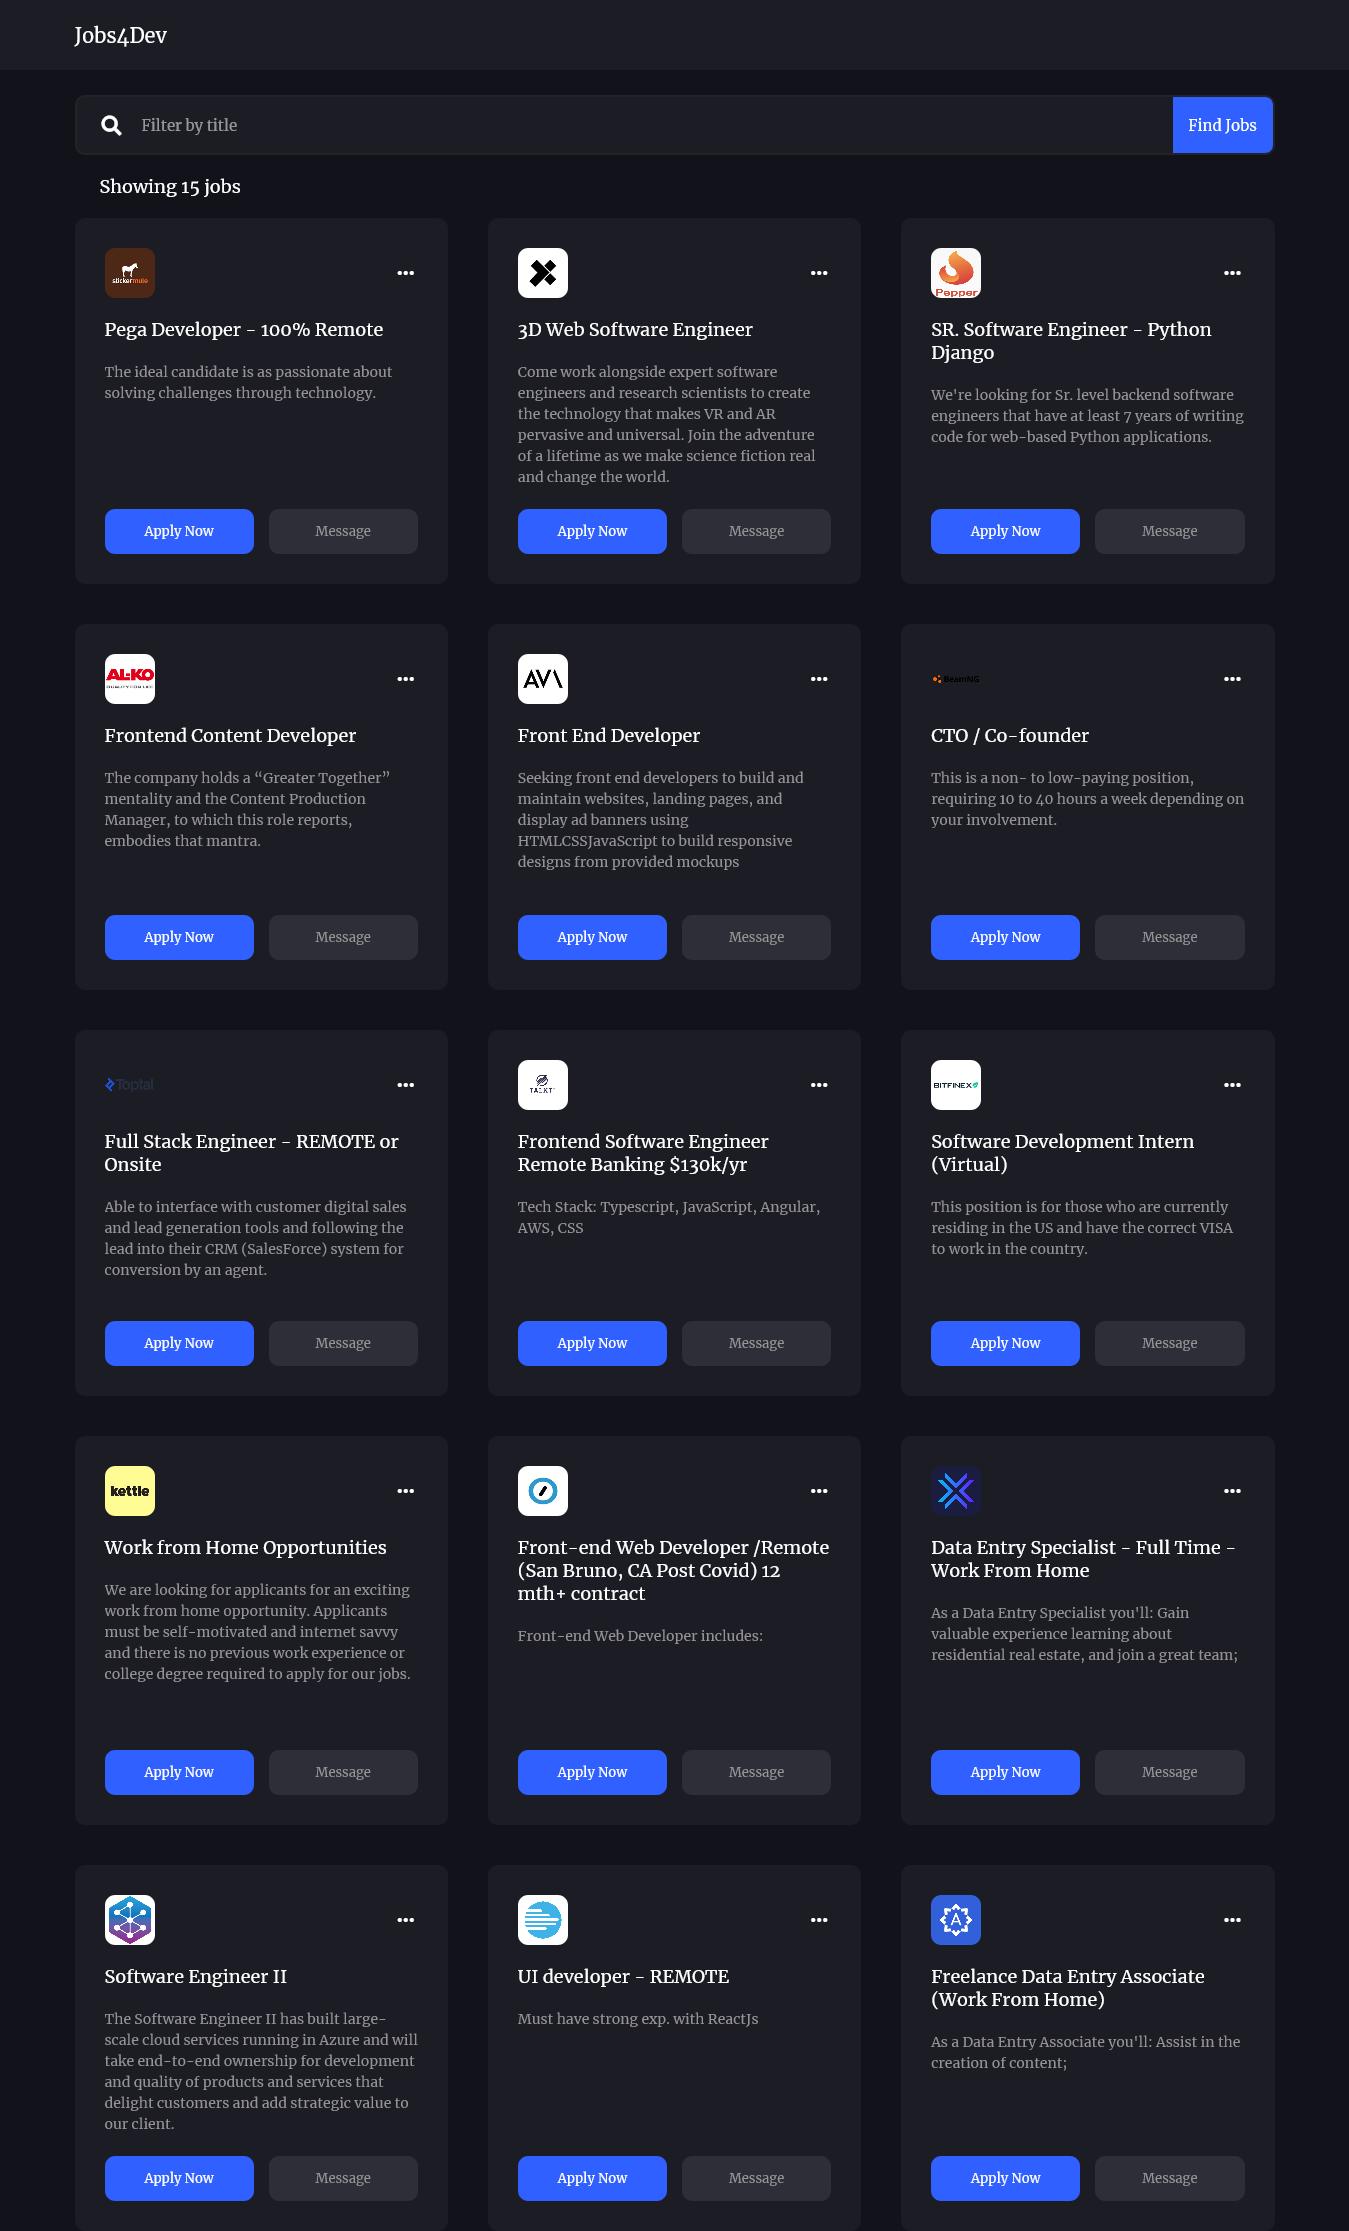 Jobs4Dev
Filter by title
Find Jobs
Showing 15 jobs
stickermule
Pega Developer - 100% Remote
The ideal candidate is as passionate about
solving challenges through technology.
Apply Now
Message
3D Web Software Engineer
Come work alongside expert software
engineers and research scientists to create
the technology that makes VR and AR
pervasive and universal. Join the adventure
of a lifetime as we make science fiction real
and change the world.
Apply Now
Message
Pepper
SR. Software Engineer - Python
Django
We're looking for Sr. level backend software
engineers that have at least 7 years of writing
code for web-based Python applications.
Apply Now
Message
AL-KO
QUALITY FOR LIFE
Frontend Content Developer
The company holds a “Greater Together”
mentality and the Content Production
Manager, to which this role reports,
embodies that mantra.
Apply Now
Message
Front End Developer
Seeking front end developers to build and
maintain websites, landing pages, and
display ad banners using
HTMLCSSJavaScript to build responsive
designs from provided mockups
Apply Now
Message
BeamNG
CTO / Co-founder
This is a non- to low-paying position,
requiring 10 to 40 hours a week depending on
your involvement.
Apply Now
Message
Toptal
Full Stack Engineer - REMOTE or
Onsite
Able to interface with customer digital sales
and lead generation tools and following the
lead into their CRM (SalesForce) system for
conversion by an agent.
Apply Now
Message
Frontend Software Engineer
Remote Banking $130k/yr
Tech Stack: Typescript, JavaScript, Angular,
AWS, CSS
Apply Now
Message
BITFINEX
Software Development Intern
(Virtual)
This position is for those who are currently
residing in the US and have the correct VISA
to work in the country.
Apply Now
Message
kettle
Work from Home Opportunities
We are looking for applicants for an exciting
work from home opportunity. Applicants
must be self-motivated and internet savvy
and there is no previous work experience or
college degree required to apply for our jobs.
Apply Now
Message
Front-end Web Developer /Remote
(San Bruno, CA Post Covid) 12
mth+ contract
Front-end Web Developer includes:
Apply Now
Message
Data Entry Specialist - Full Time -
Work From Home
As a Data Entry Specialist you'll: Gain
valuable experience learning about
residential real estate, and join a great team;
Apply Now
Message
Software Engineer II
The Software Engineer II has built large-
scale cloud services running in Azure and will
take end-to-end ownership for development
and quality of products and services that
delight customers and add strategic value to
our client.
Apply Now
Message
UI developer - REMOTE
Must have strong exp. with ReactJs
Apply Now
Message
A
Freelance Data Entry Associate
(Work From Home)
As a Data Entry Associate you'll: Assist in the
creation of content;
Apply Now
Message